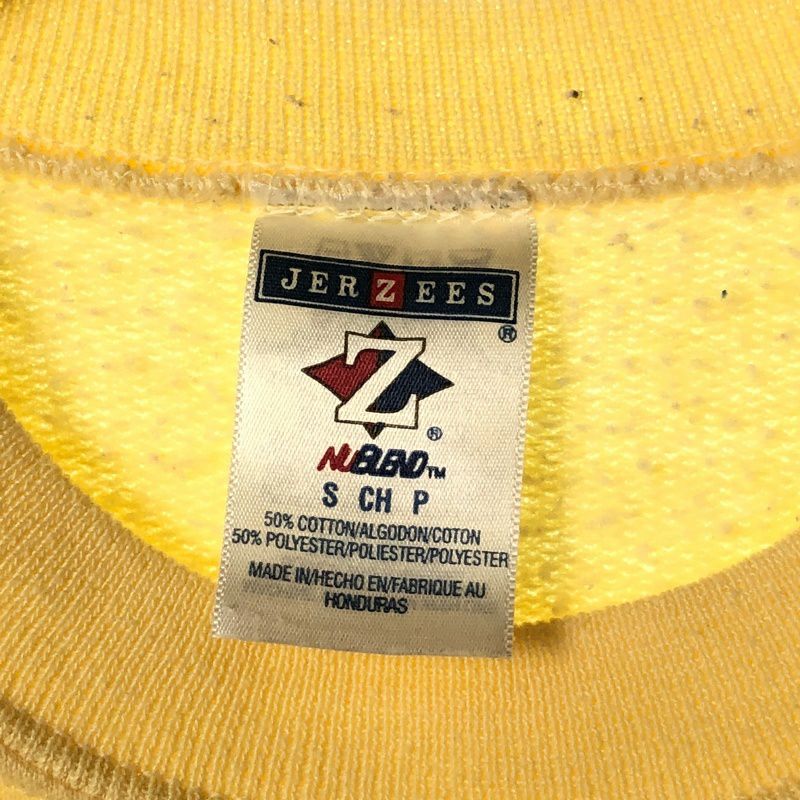 JERZEES
®
Z
®
NUBLEND™
S CH P
50% COTTON/ALGODON/COTON
50% POLYESTER/POLIESTER/POLYESTER
MADE IN/HECHO EN/FABRIQUE AU
HONDURAS